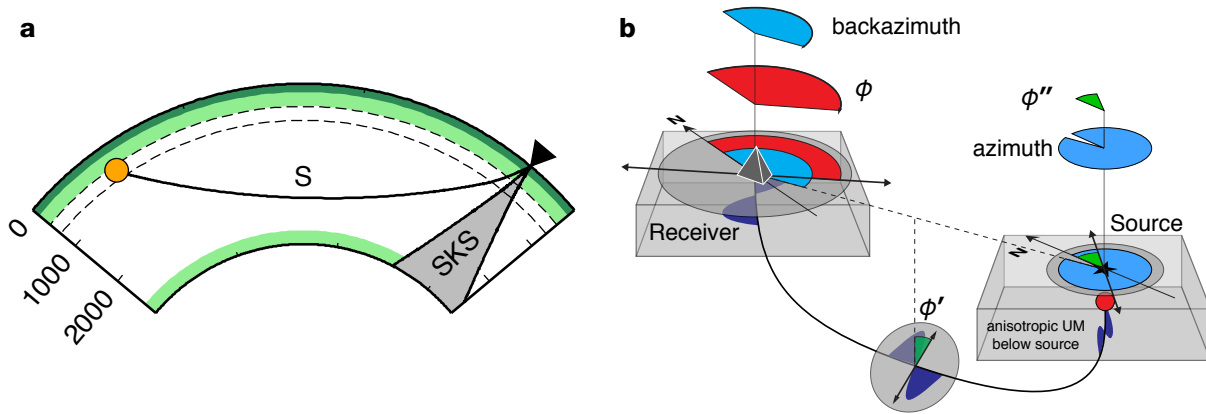 a
S
SKS
0
1000
2000
b
backazimuth
ϕ
N
Receiver
ϕ′
ϕ″
azimuth
Source
N
anisotropic UM
below source